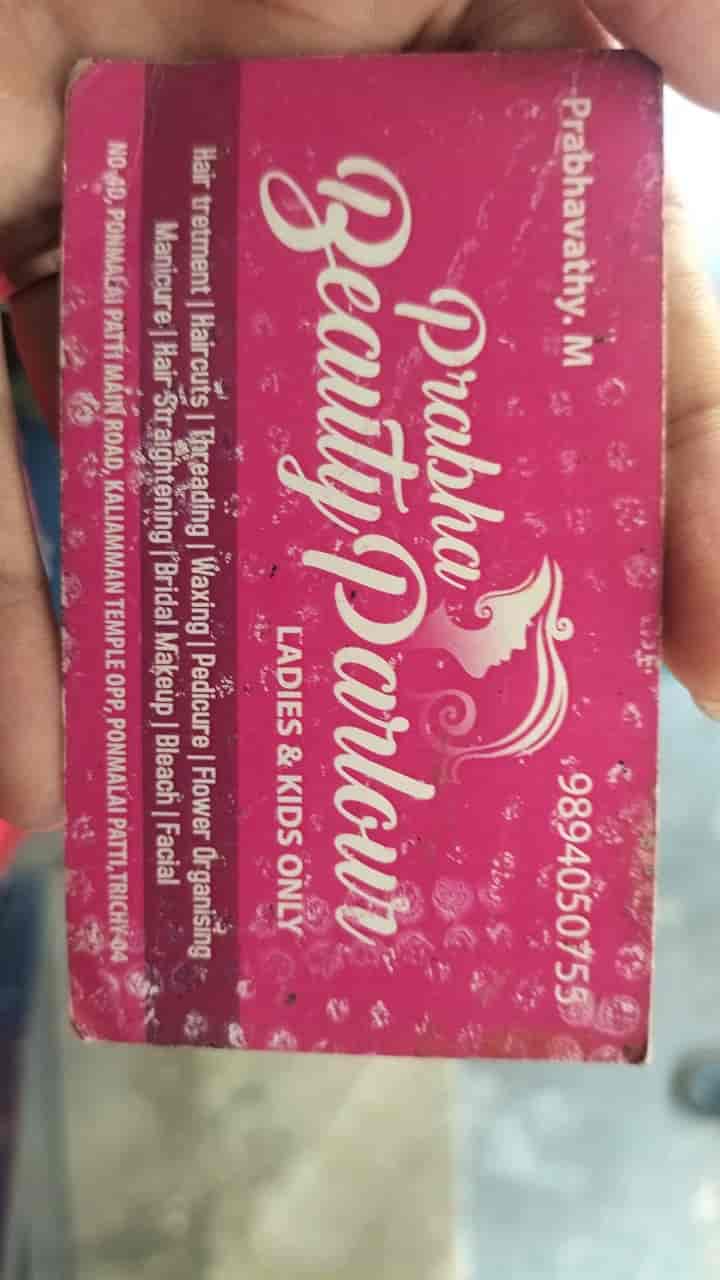 Prabhavathy. M
9894050755
Prabha
Beauty Parlour
LADIES & KIDS ONLY
Hair tretment | Haircuts | Threading | Waxing | Pedicure | Flower Organising
Manicure | Hair Straightening | Bridal Makeup | Bleach | Facial
NO-4D, PONMALAI PATTI MAIN ROAD, KALIAMMAN TEMPLE OPP, PONMALAI PATTI, TRICHY-04